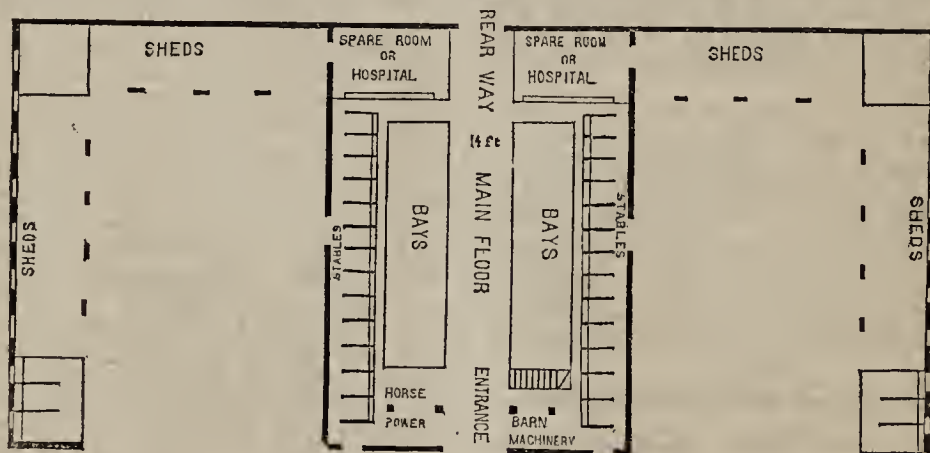 SHEDS
SPARE ROOM
OR
HOSPITAL
REAR WAY
SPARE ROOM
OR
HOSPITAL
SHEDS
14 ft
SHEDS
STABLES
BAYS
MAIN FLOOR
BAYS
STABLES
SHEDS
HORSE
POWER
ENTRANCE
BARN
MACHINERY